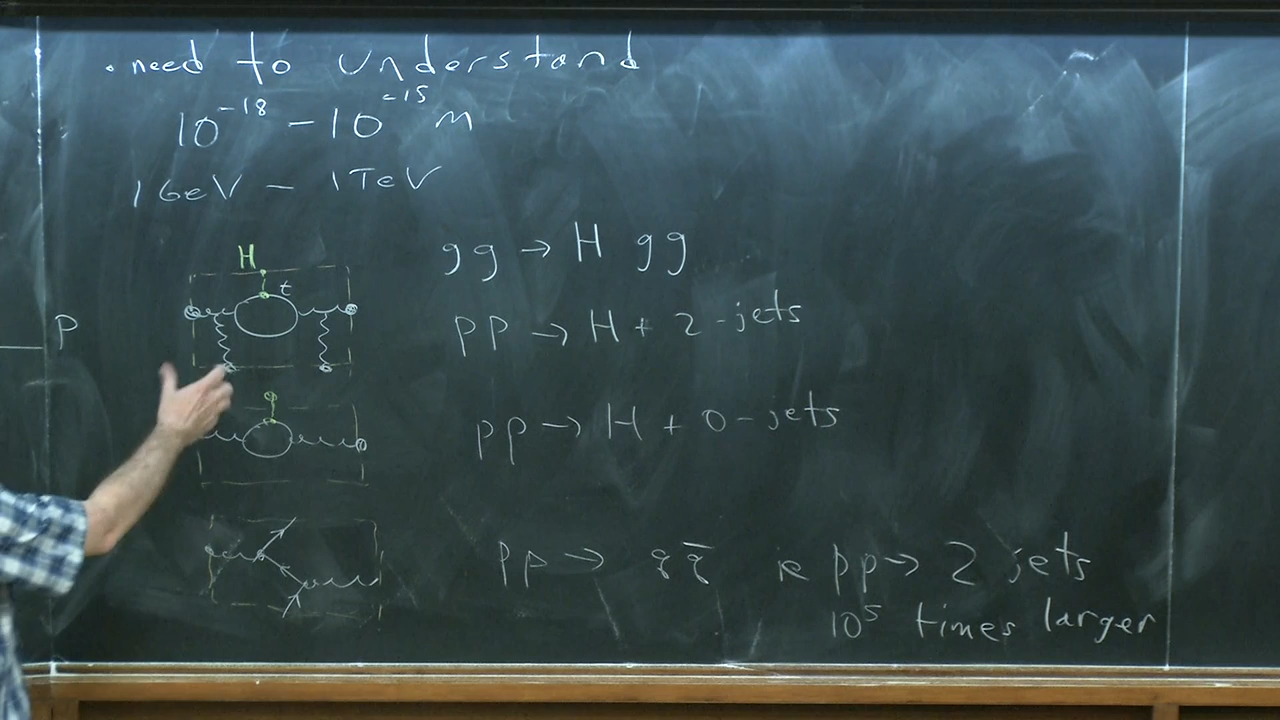 . need to understand
10^-18 - 10^-15 m
1 GeV - 1 TeV
gg → H gg
H
t
P
pp → H + 2-jets
pp → H + 0-jets
pp → q q̄ ie pp → 2 jets
10^5 times larger